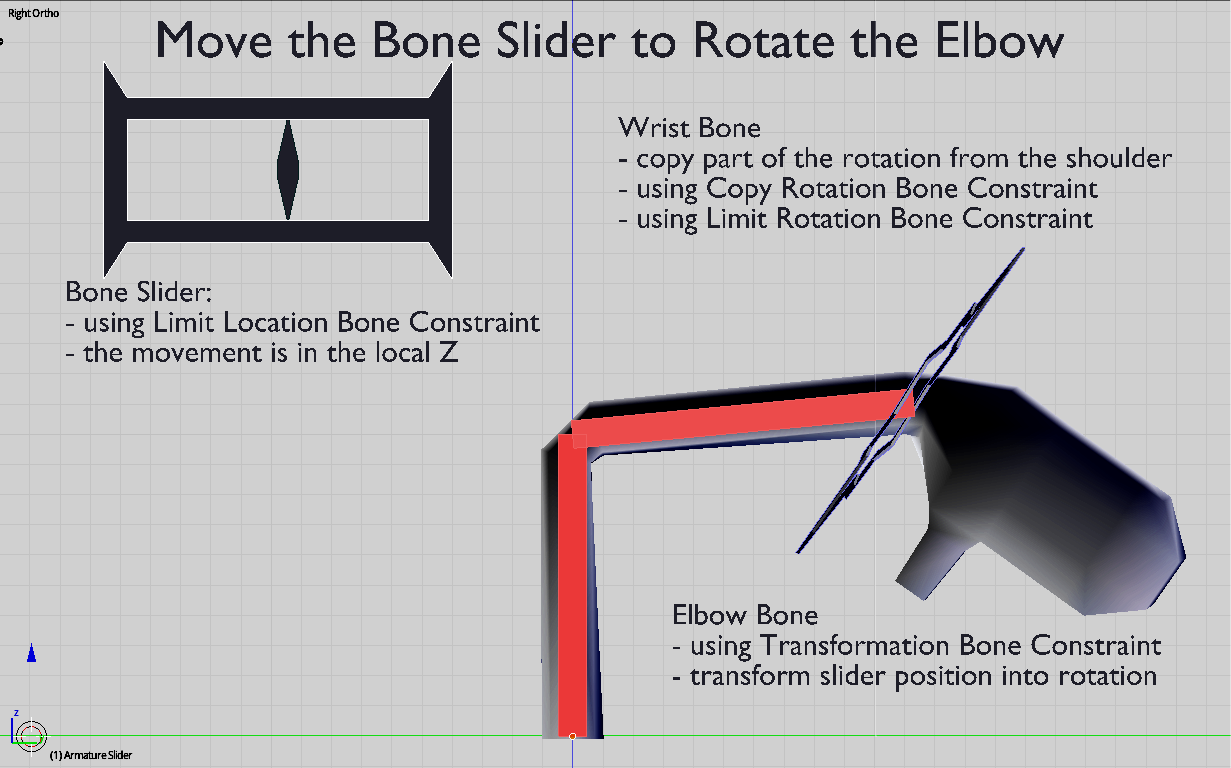 Right Ortho
Move the Bone Slider to Rotate the Elbow
Wrist Bone
- copy part of the rotation from the shoulder
- using Copy Rotation Bone Constraint
- using Limit Rotation Bone Constraint
Bone Slider:
- using Limit Location Bone Constraint
- the movement is in the local Z
Elbow Bone
- using Transformation Bone Constraint
- transform slider position into rotation
z
(1) Armature Slider